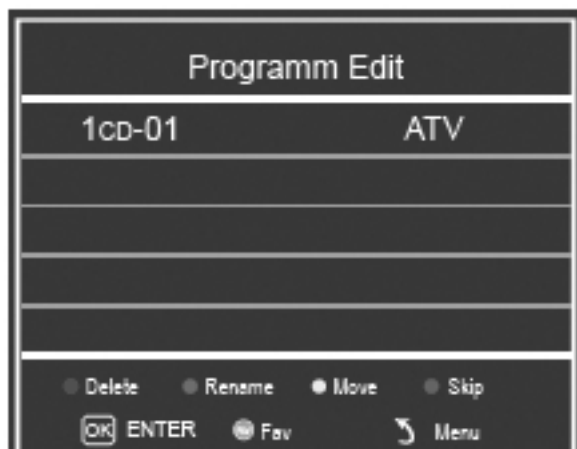 Programm Edit
1CD-01 ATV
Delete Rename Move Skip
OK ENTER Fav Menu